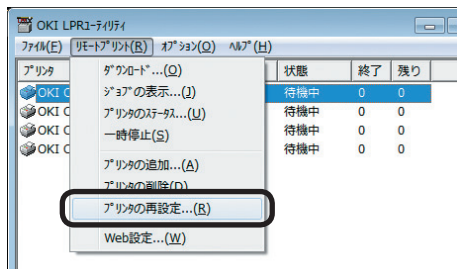 OKI LPRﾕｰﾃｨﾘﾃｨ
ﾌｧｲﾙ(F) ﾘﾓｰﾄﾌﾟﾘﾝﾄ(R) ｵﾌﾟｼｮﾝ(O) ﾍﾙﾌﾟ(H)
ﾌﾟﾘﾝﾀ 状態 終了 残り
OKI C 待機中 0 0
OKI C 待機中 0 0
OKI C 待機中 0 0
OKI C 待機中 0 0
ﾀﾞｳﾝﾛｰﾄﾞ...(O)
ｼﾞｮﾌﾞの表示...(J)
ﾌﾟﾘﾝﾀのｽﾃｰﾀｽ...(U)
一時停止(S)
ﾌﾟﾘﾝﾀの追加...(A)
ﾌﾟﾘﾝﾀの削除(D)
ﾌﾟﾘﾝﾀの再設定...(R)
Web設定...(W)